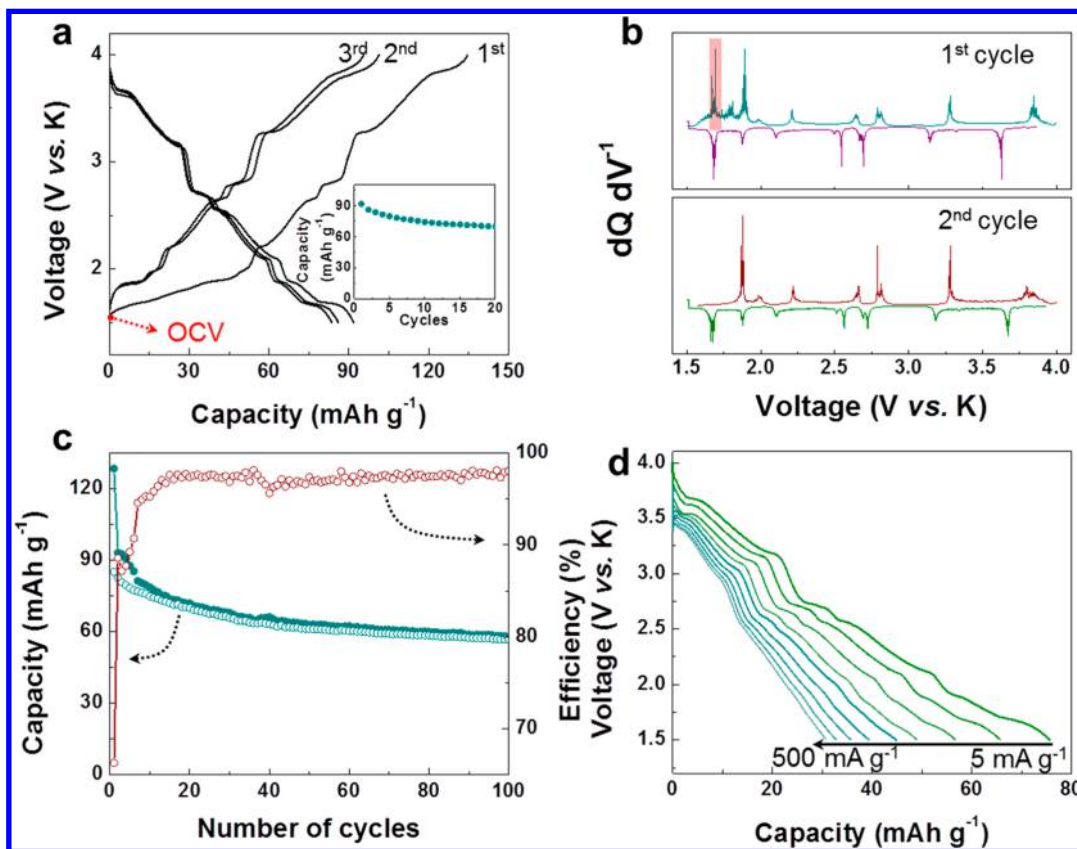 a
3rd 2nd 1st
4
3
2
Voltage (V vs. K)
OCV
90
60
30
0
Capacity
(mAh g-1)
5 10 15 20
Cycles
0 30 60 90 120 150
Capacity (mAh g-1)
b
1st cycle
2nd cycle
dQ dV-1
1.5 2.0 2.5 3.0 3.5 4.0
Voltage (V vs. K)
c
120
90
60
30
0
Capacity (mAh g-1)
100
90
80
70
Efficiency (%)
0 20 40 60 80 100
Number of cycles
d
4.0
3.5
3.0
2.5
2.0
1.5
Voltage (V vs. K)
500 mA g-1
5 mA g-1
0 20 40 60 80
Capacity (mAh g-1)